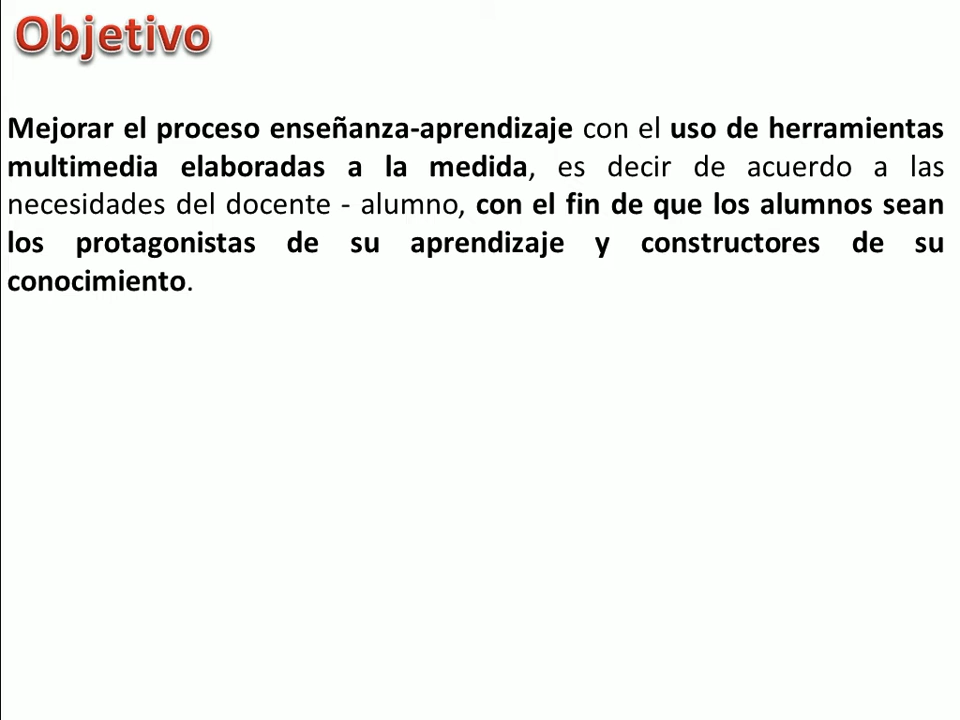 Objetivo
Mejorar el proceso enseñanza-aprendizaje con el uso de herramientas
multimedia elaboradas a la medida, es decir de acuerdo a las
necesidades del docente - alumno, con el fin de que los alumnos sean
los protagonistas de su aprendizaje y constructores de su
conocimiento.